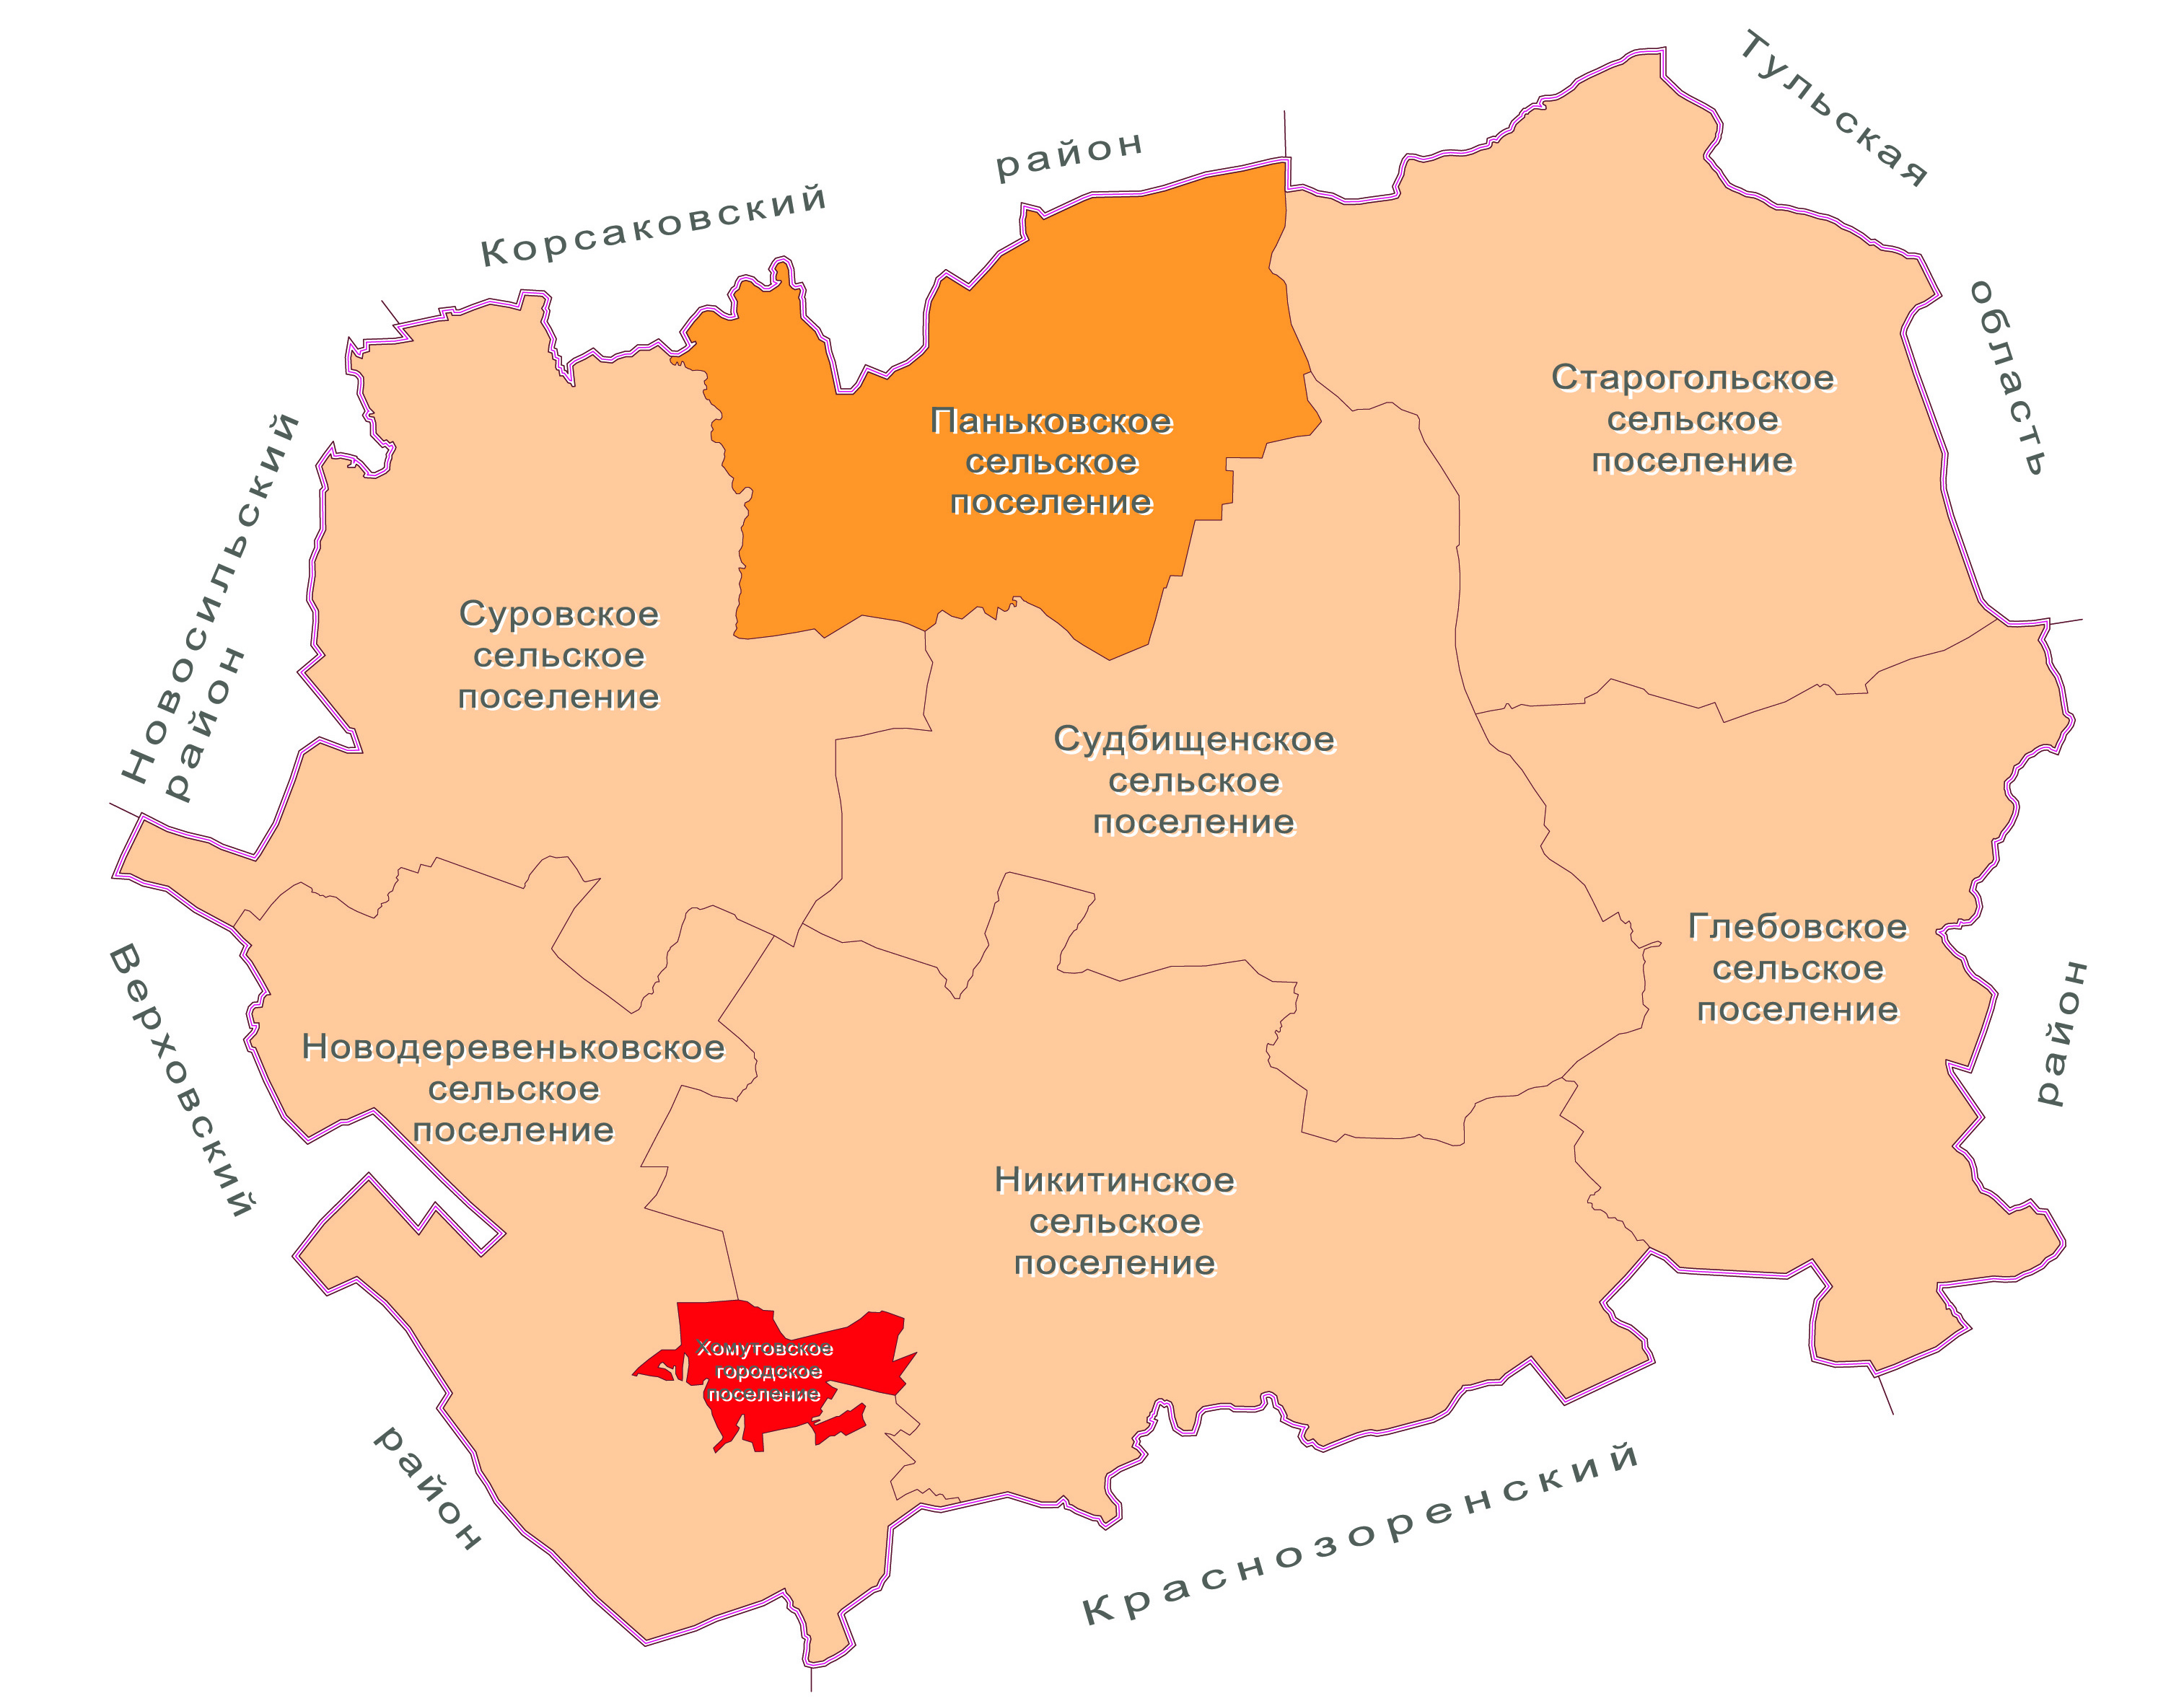 Тульская
область
Корсаковский
район
Старогольское
сельское
поселение
Паньковское
сельское
поселение
Новосильский
район
Суровское
сельское
поселение
Судбищенское
сельское
поселение
Глебовское
сельское
поселение
Верховский
район
Новодеревеньковское
сельское
поселение
Никитинское
сельское
поселение
Хомутовское
городское
поселение
Краснозоренский
район